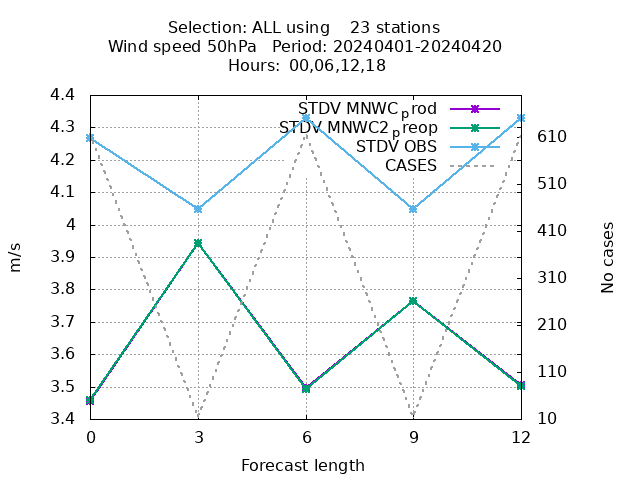 Selection: ALL using    23 stations
Wind speed 50hPa   Period: 20240401-20240420
Hours: 00,06,12,18
4.4
4.3
4.2
4.1
4
3.9
3.8
3.7
3.6
3.5
3.4
m/s
STDV MNWC_prod
STDV MNWC2_preop
STDV OBS
CASES
610
510
410
310
210
110
10
No cases
0
3
6
9
12
Forecast length